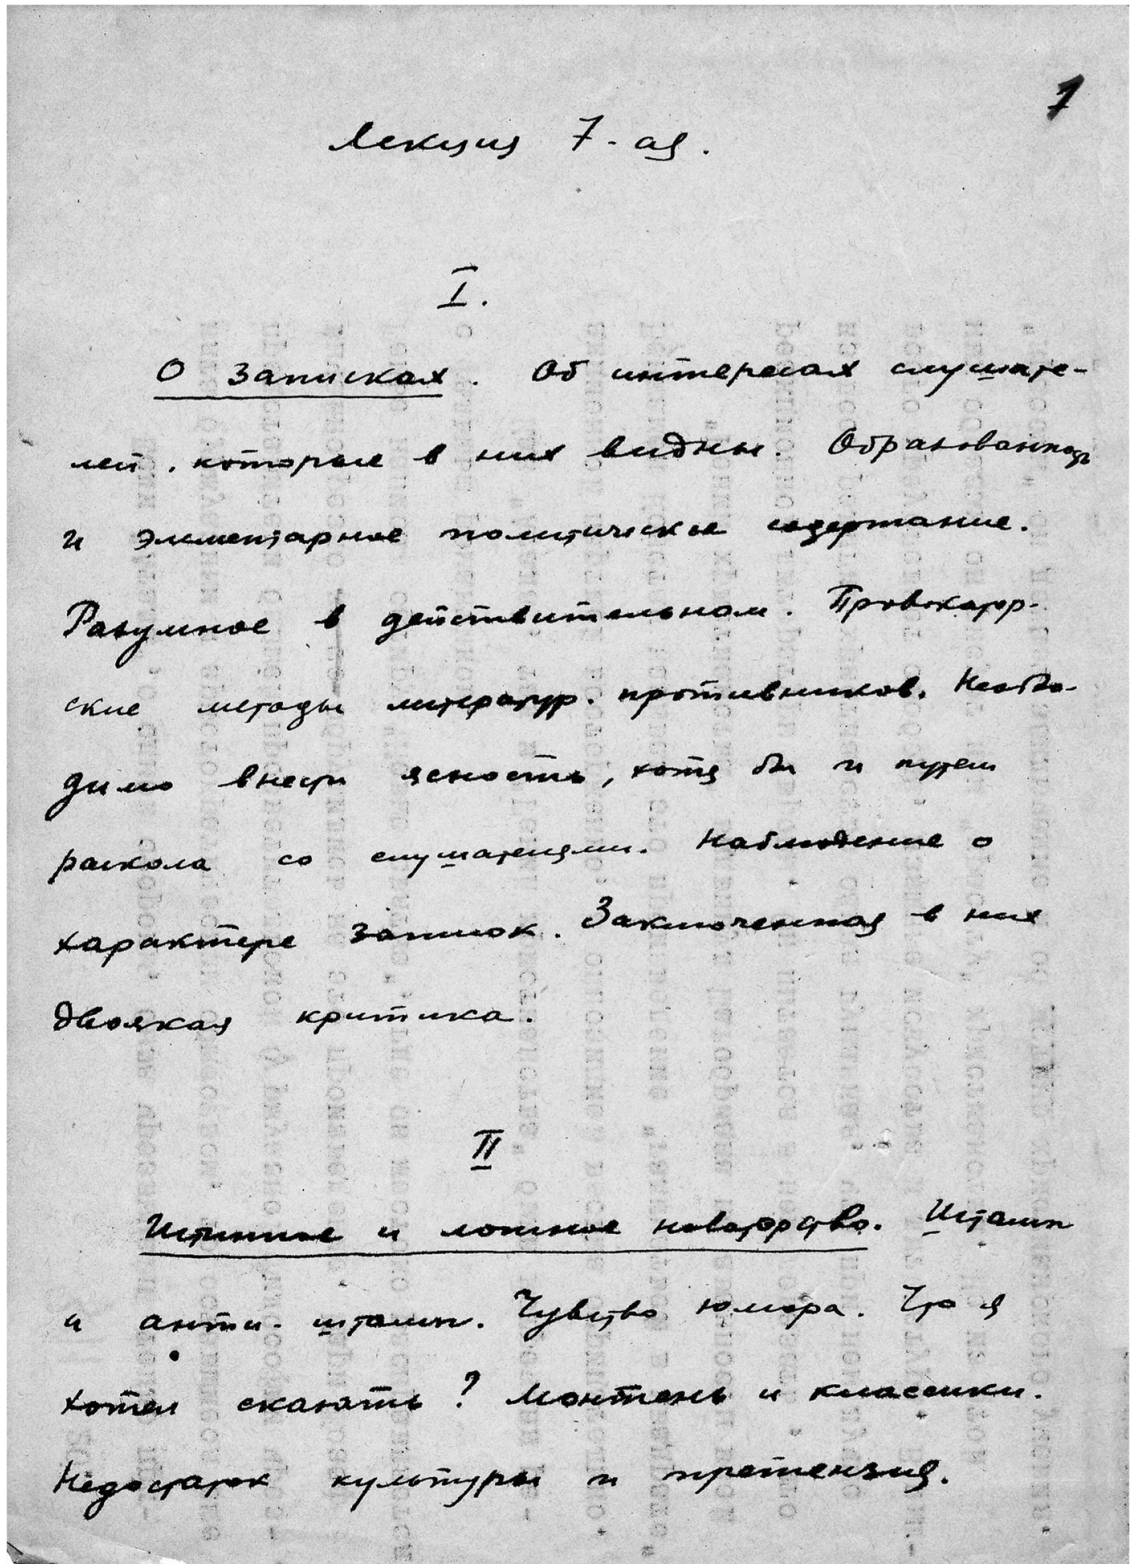 1
Лекция 7-ая.
I.
О записках. Об интересах слушате-
лей, которые в них видны. Образованность
и элементарное политическое содержание.
Разумное в действительном. Провокатор-
ские методы литератур. противников. Необхо-
димо внести ясность, хотя бы и путем
раскола со слушателями. Наблюдение о
характере записок. Заключенная в них
двоякая критика.
II
Истинное и ложное новаторство. Штамп
и анти-штамп. Чувство юмора. Что я
хотел сказать? Монтень и классики.
Недостаток культуры и претензия.